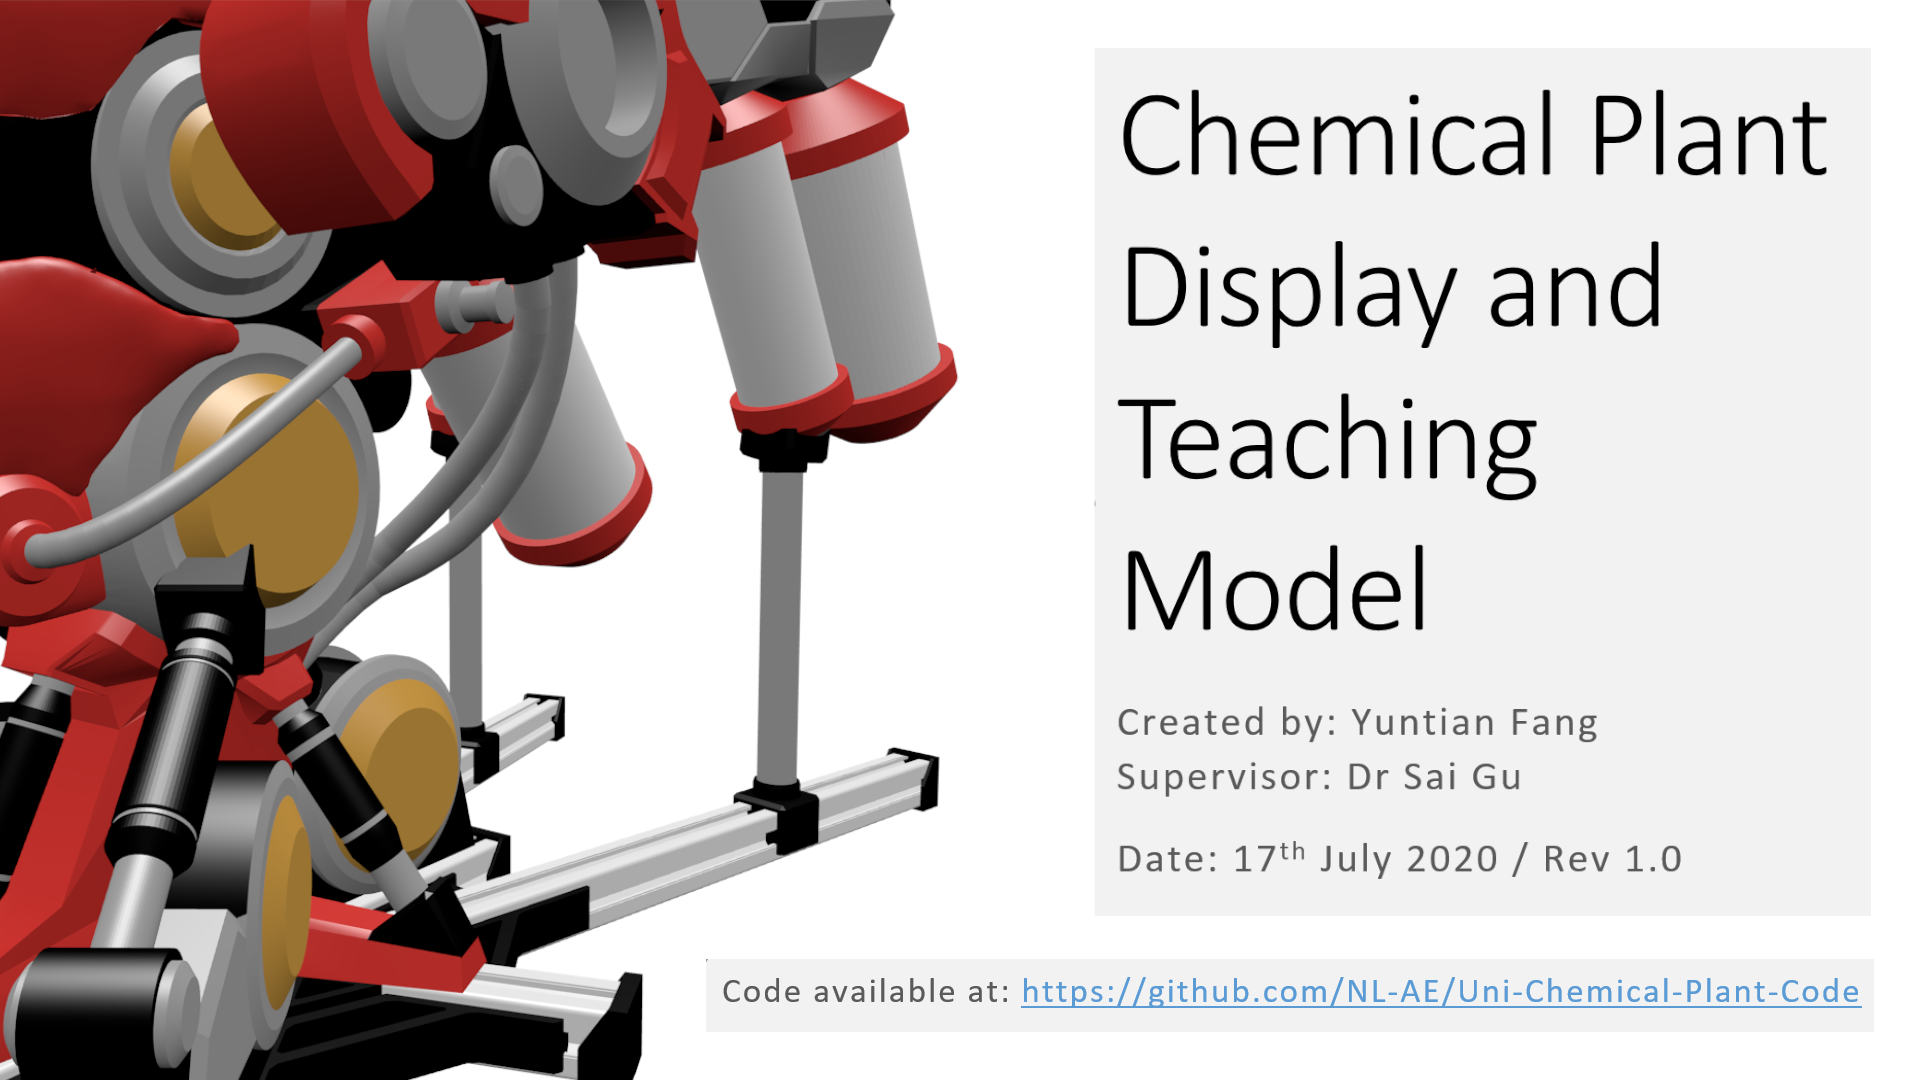 Chemical Plant
Display and
Teaching
Model
Created by: Yuntian Fang
Supervisor: Dr Sai Gu
Date: 17th July 2020 / Rev 1.0
Code available at: https://github.com/NL-AE/Uni-Chemical-Plant-Code